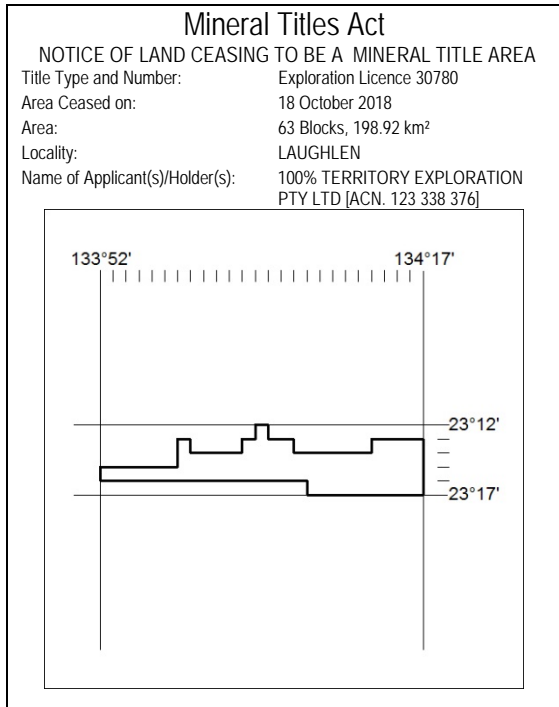 Mineral Titles Act
NOTICE OF LAND CEASING TO BE A MINERAL TITLE AREA
Title Type and Number: Exploration Licence 30780
Area Ceased on: 18 October 2018
Area: 63 Blocks, 198.92 km²
Locality: LAUGHLEN
Name of Applicant(s)/Holder(s): 100% TERRITORY EXPLORATION
PTY LTD [ACN. 123 338 376]
133°52' 134°17'
23°12'
23°17'